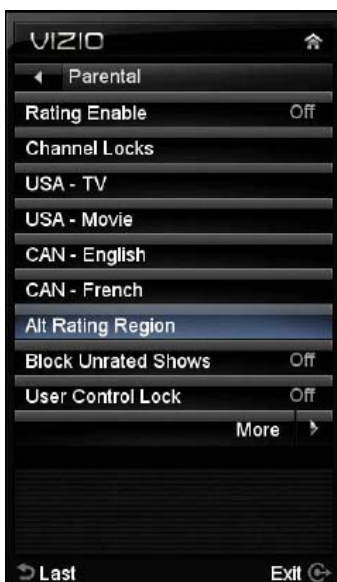 VIZIO
Parental
Rating Enable Off
Channel Locks
USA - TV
USA - Movie
CAN - English
CAN - French
Alt Rating Region
Block Unrated Shows Off
User Control Lock Off
More
Last Exit